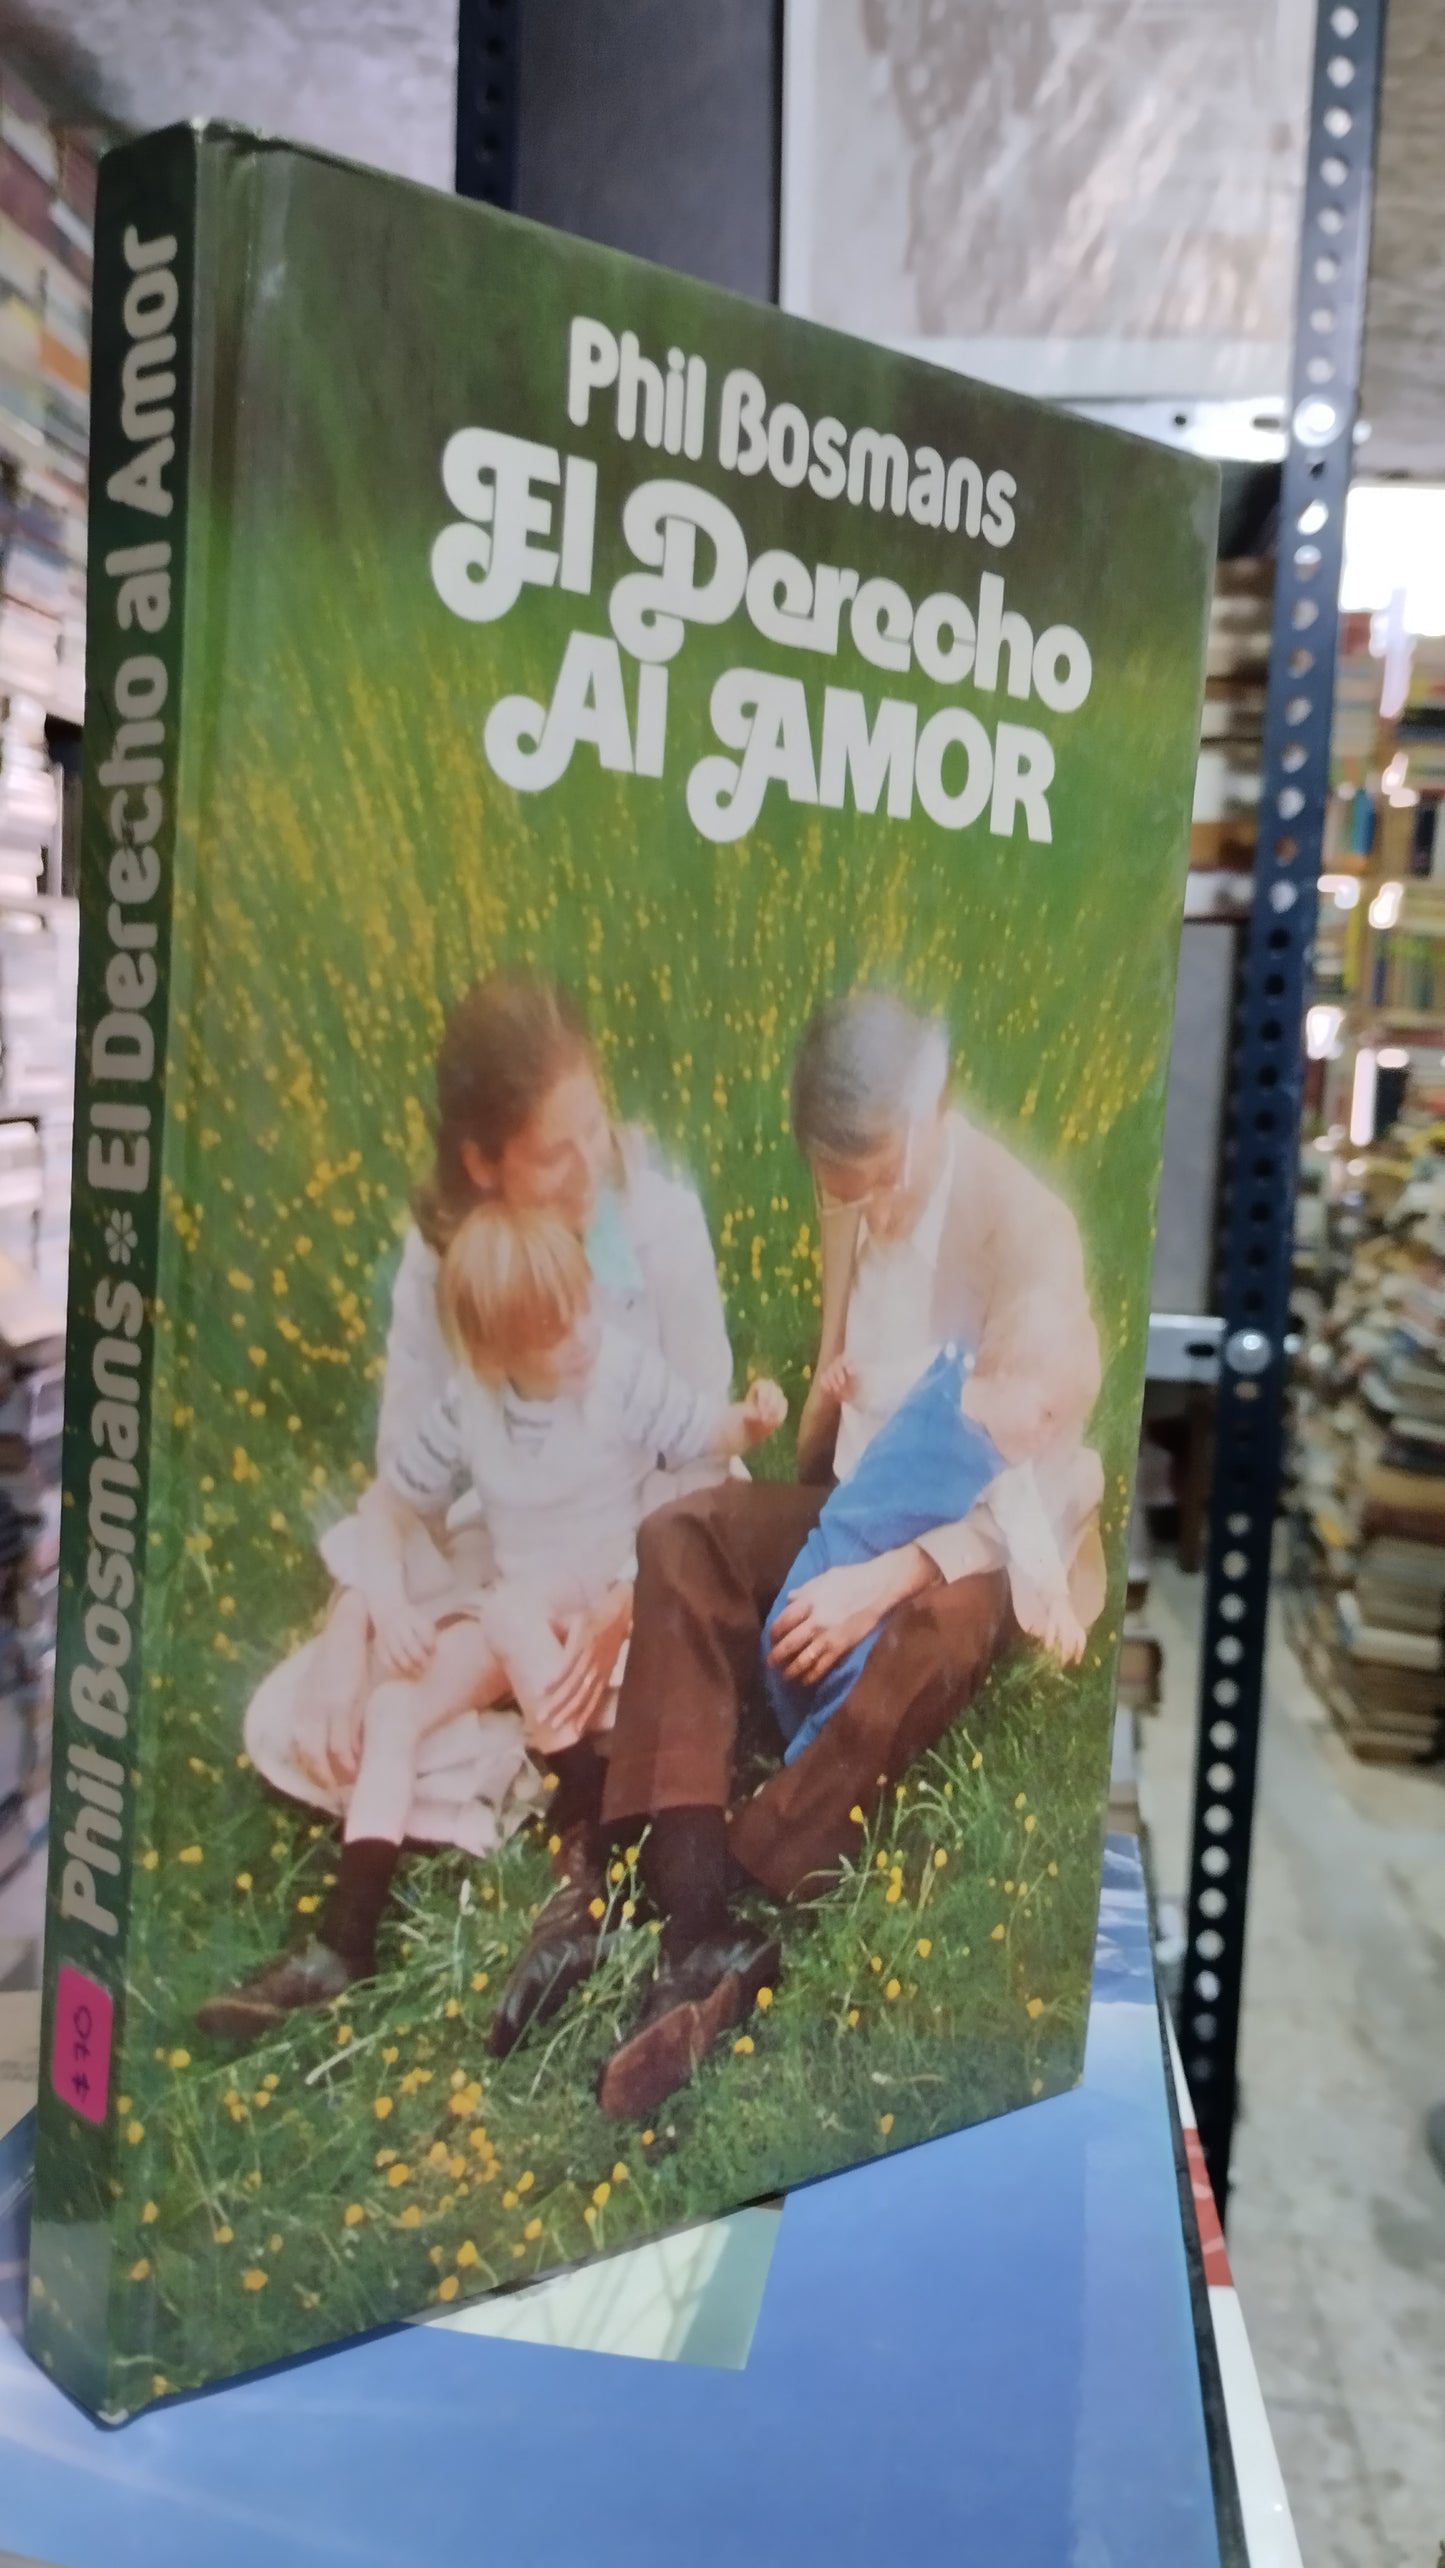 Phil Bosmans
El Derecho
Al AMOR
Phil Bosmans * El Derecho al Amor
$70